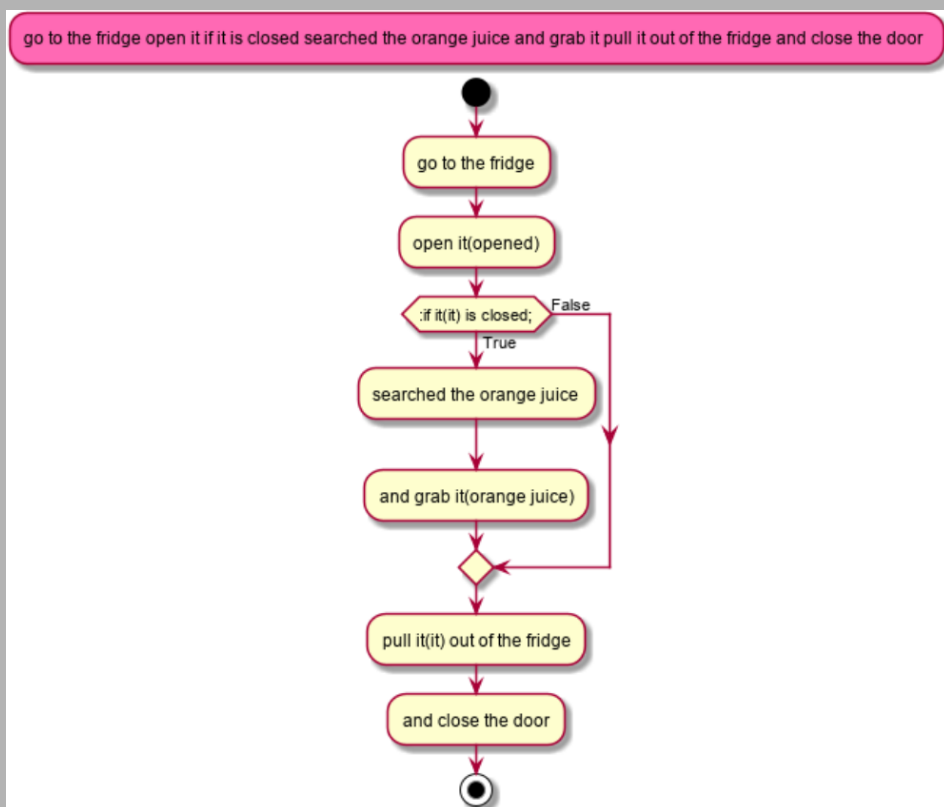 go to the fridge open it if it is closed searched the orange juice and grab it pull it out of the fridge and close the door
go to the fridge
open it(opened)
:if it(it) is closed;
False
True
searched the orange juice
and grab it(orange juice)
pull it(it) out of the fridge
and close the door